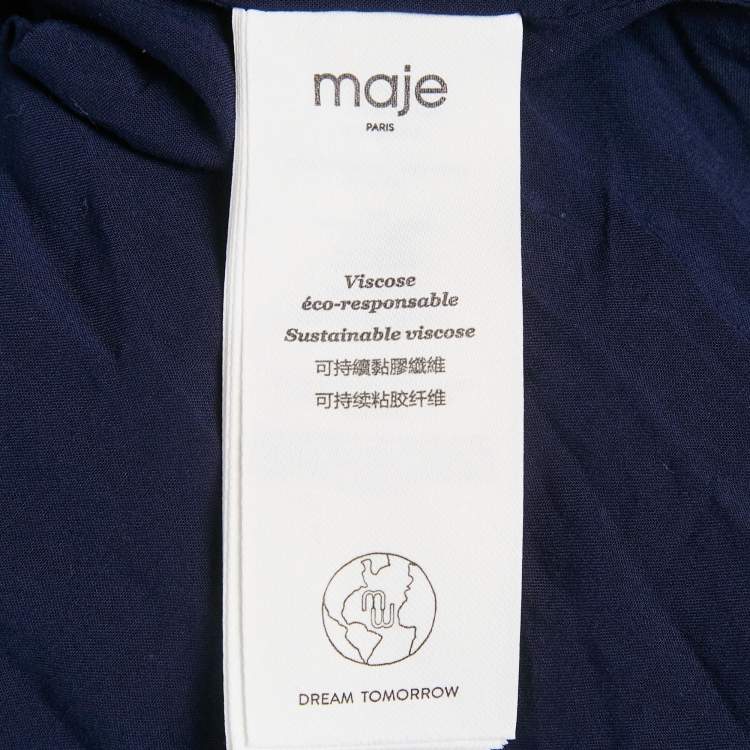 maje
PARIS
Viscose
éco-responsable
Sustainable viscose
可持續黏膠纖維
可持续粘胶纤维
MW
DREAM TOMORROW